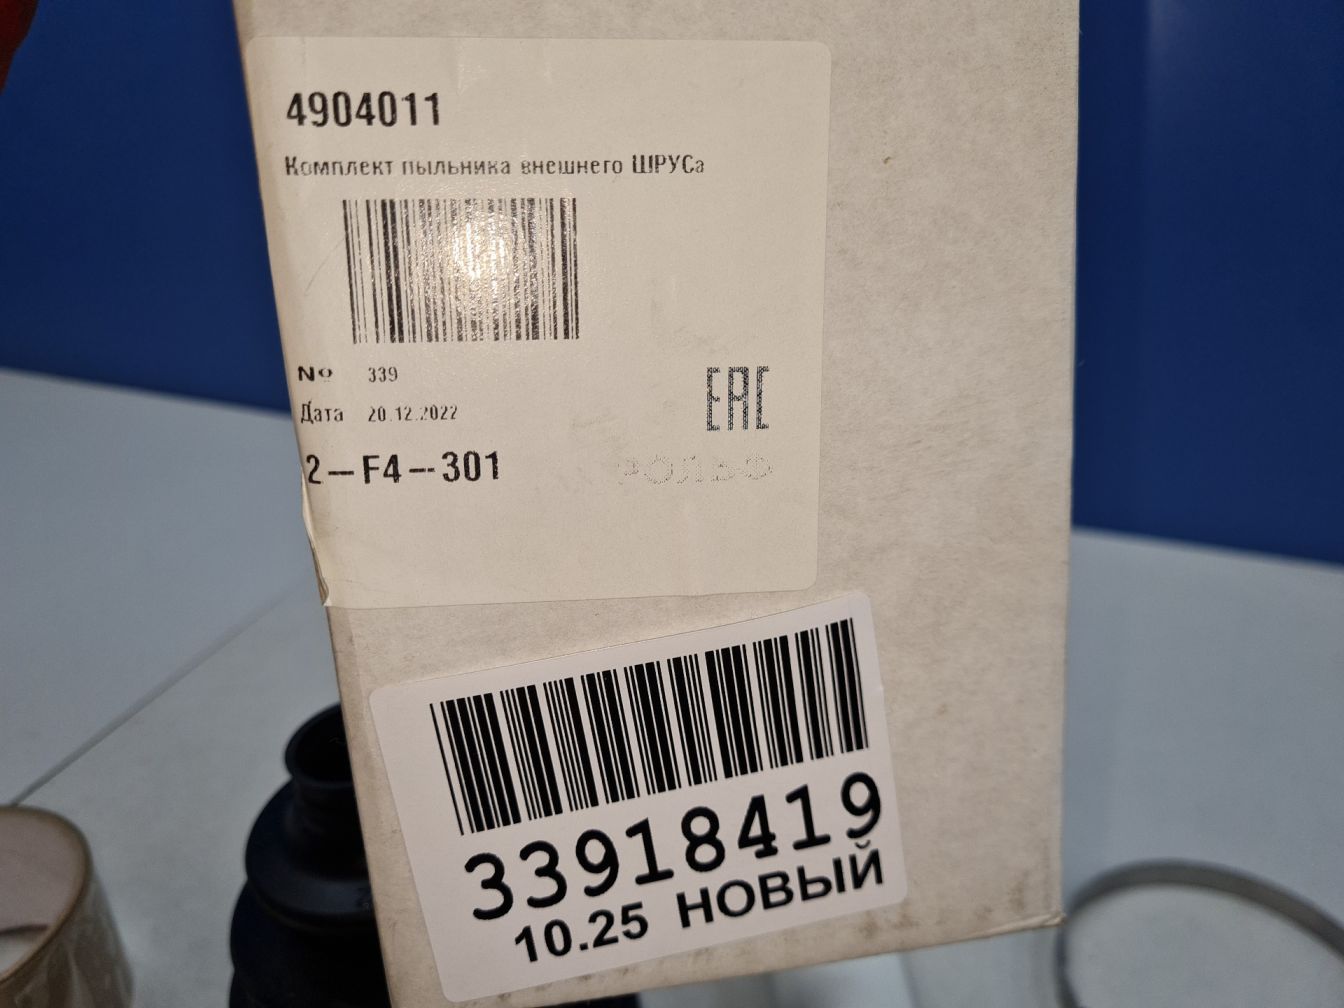 4904011
Комплект пыльника внешнего ШРУСа
№ 339
Дата 20.12.2022
EAC
2-F4-301
РОЛЬФ
33918419
10.25 НОВЫЙ